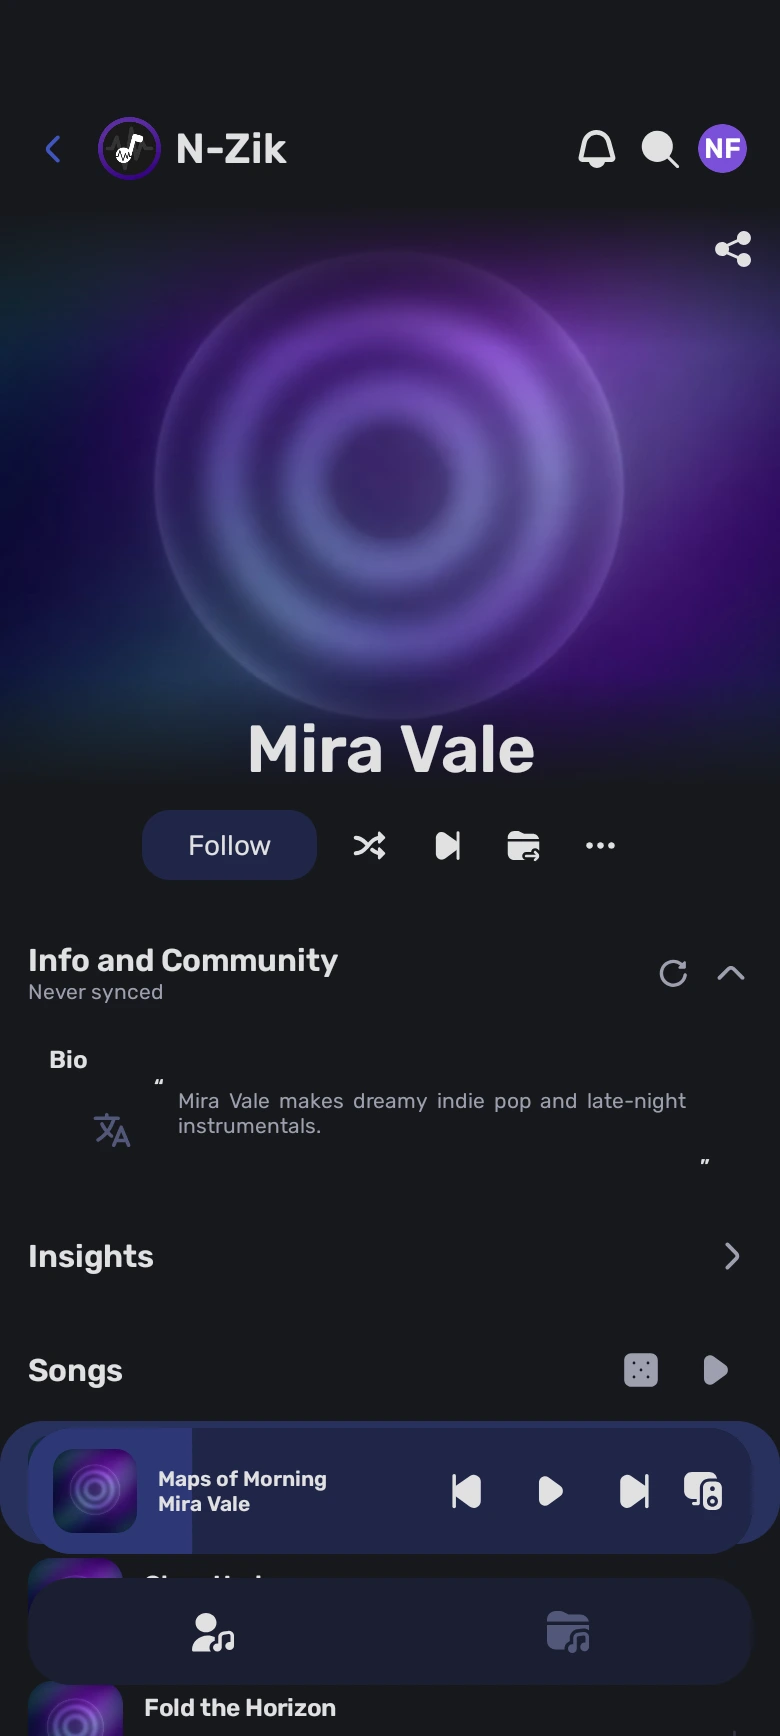 N-Zik
NF
Mira Vale
Follow
Info and Community
Never synced
Bio
“
Mira Vale makes dreamy indie pop and late-night
instrumentals.
”
Insights
Songs
Maps of Morning
Mira Vale
Fold the Horizon